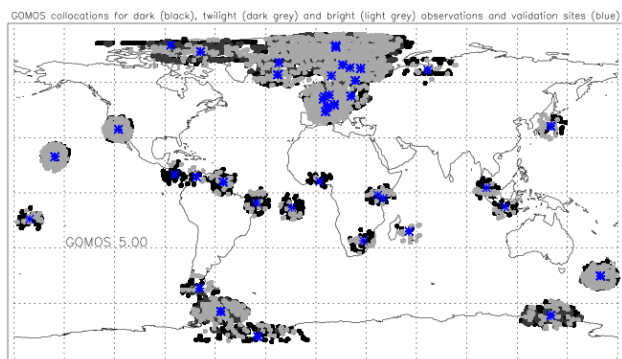 GOMOS collocations for dark (black), twilight (dark grey) and bright (light grey) observations and validation sites (blue)
GOMOS 5.00